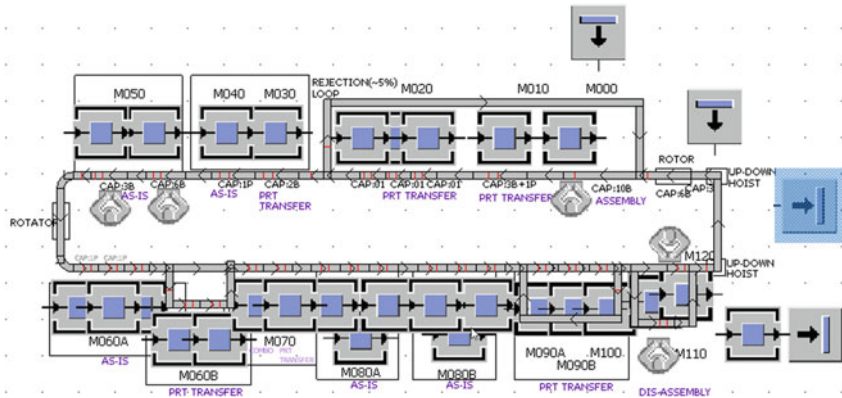 M050
M040
M030
REJECTION(~5%)
LOOP
M020
M010
M000
ROTOR
UP-DOWN
HOIST
CAP:3B
CAP:6B
CAP:1P
CAP:2B
CAP:01
CAP:01
CAP:01
CAP:3B+1P
CAP:10B
CAP:6B
CAP:3
AS-IS
AS-IS
PRT
TRANSFER
PRT TRANSFER
PRT TRANSFER
ASSEMBLY
ROTATOR
CAP:1P
CAP:1P
M120
UP-DOWN
HOIST
M060A
AS-IS
M060B
PRT TRANSFER
M070
COMBO
PRT
TRANSFER
M080A
AS-IS
M080B
AS-IS
M090A
M100
M090B
PRT TRANSFER
M110
DIS-ASSEMBLY